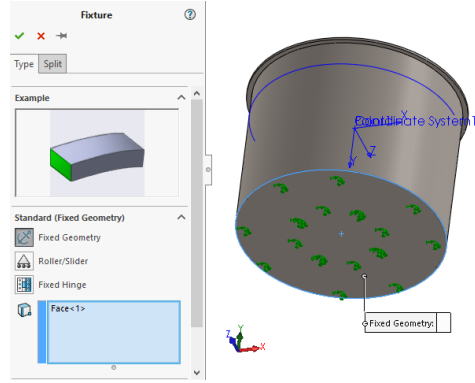 Fixture
Type Split
Example
Standard (Fixed Geometry)
Fixed Geometry
Roller/Slider
Fixed Hinge
Face<1>
Coordinate System1
Y
Y
Z
Fixed Geometry:
Y
Z
X